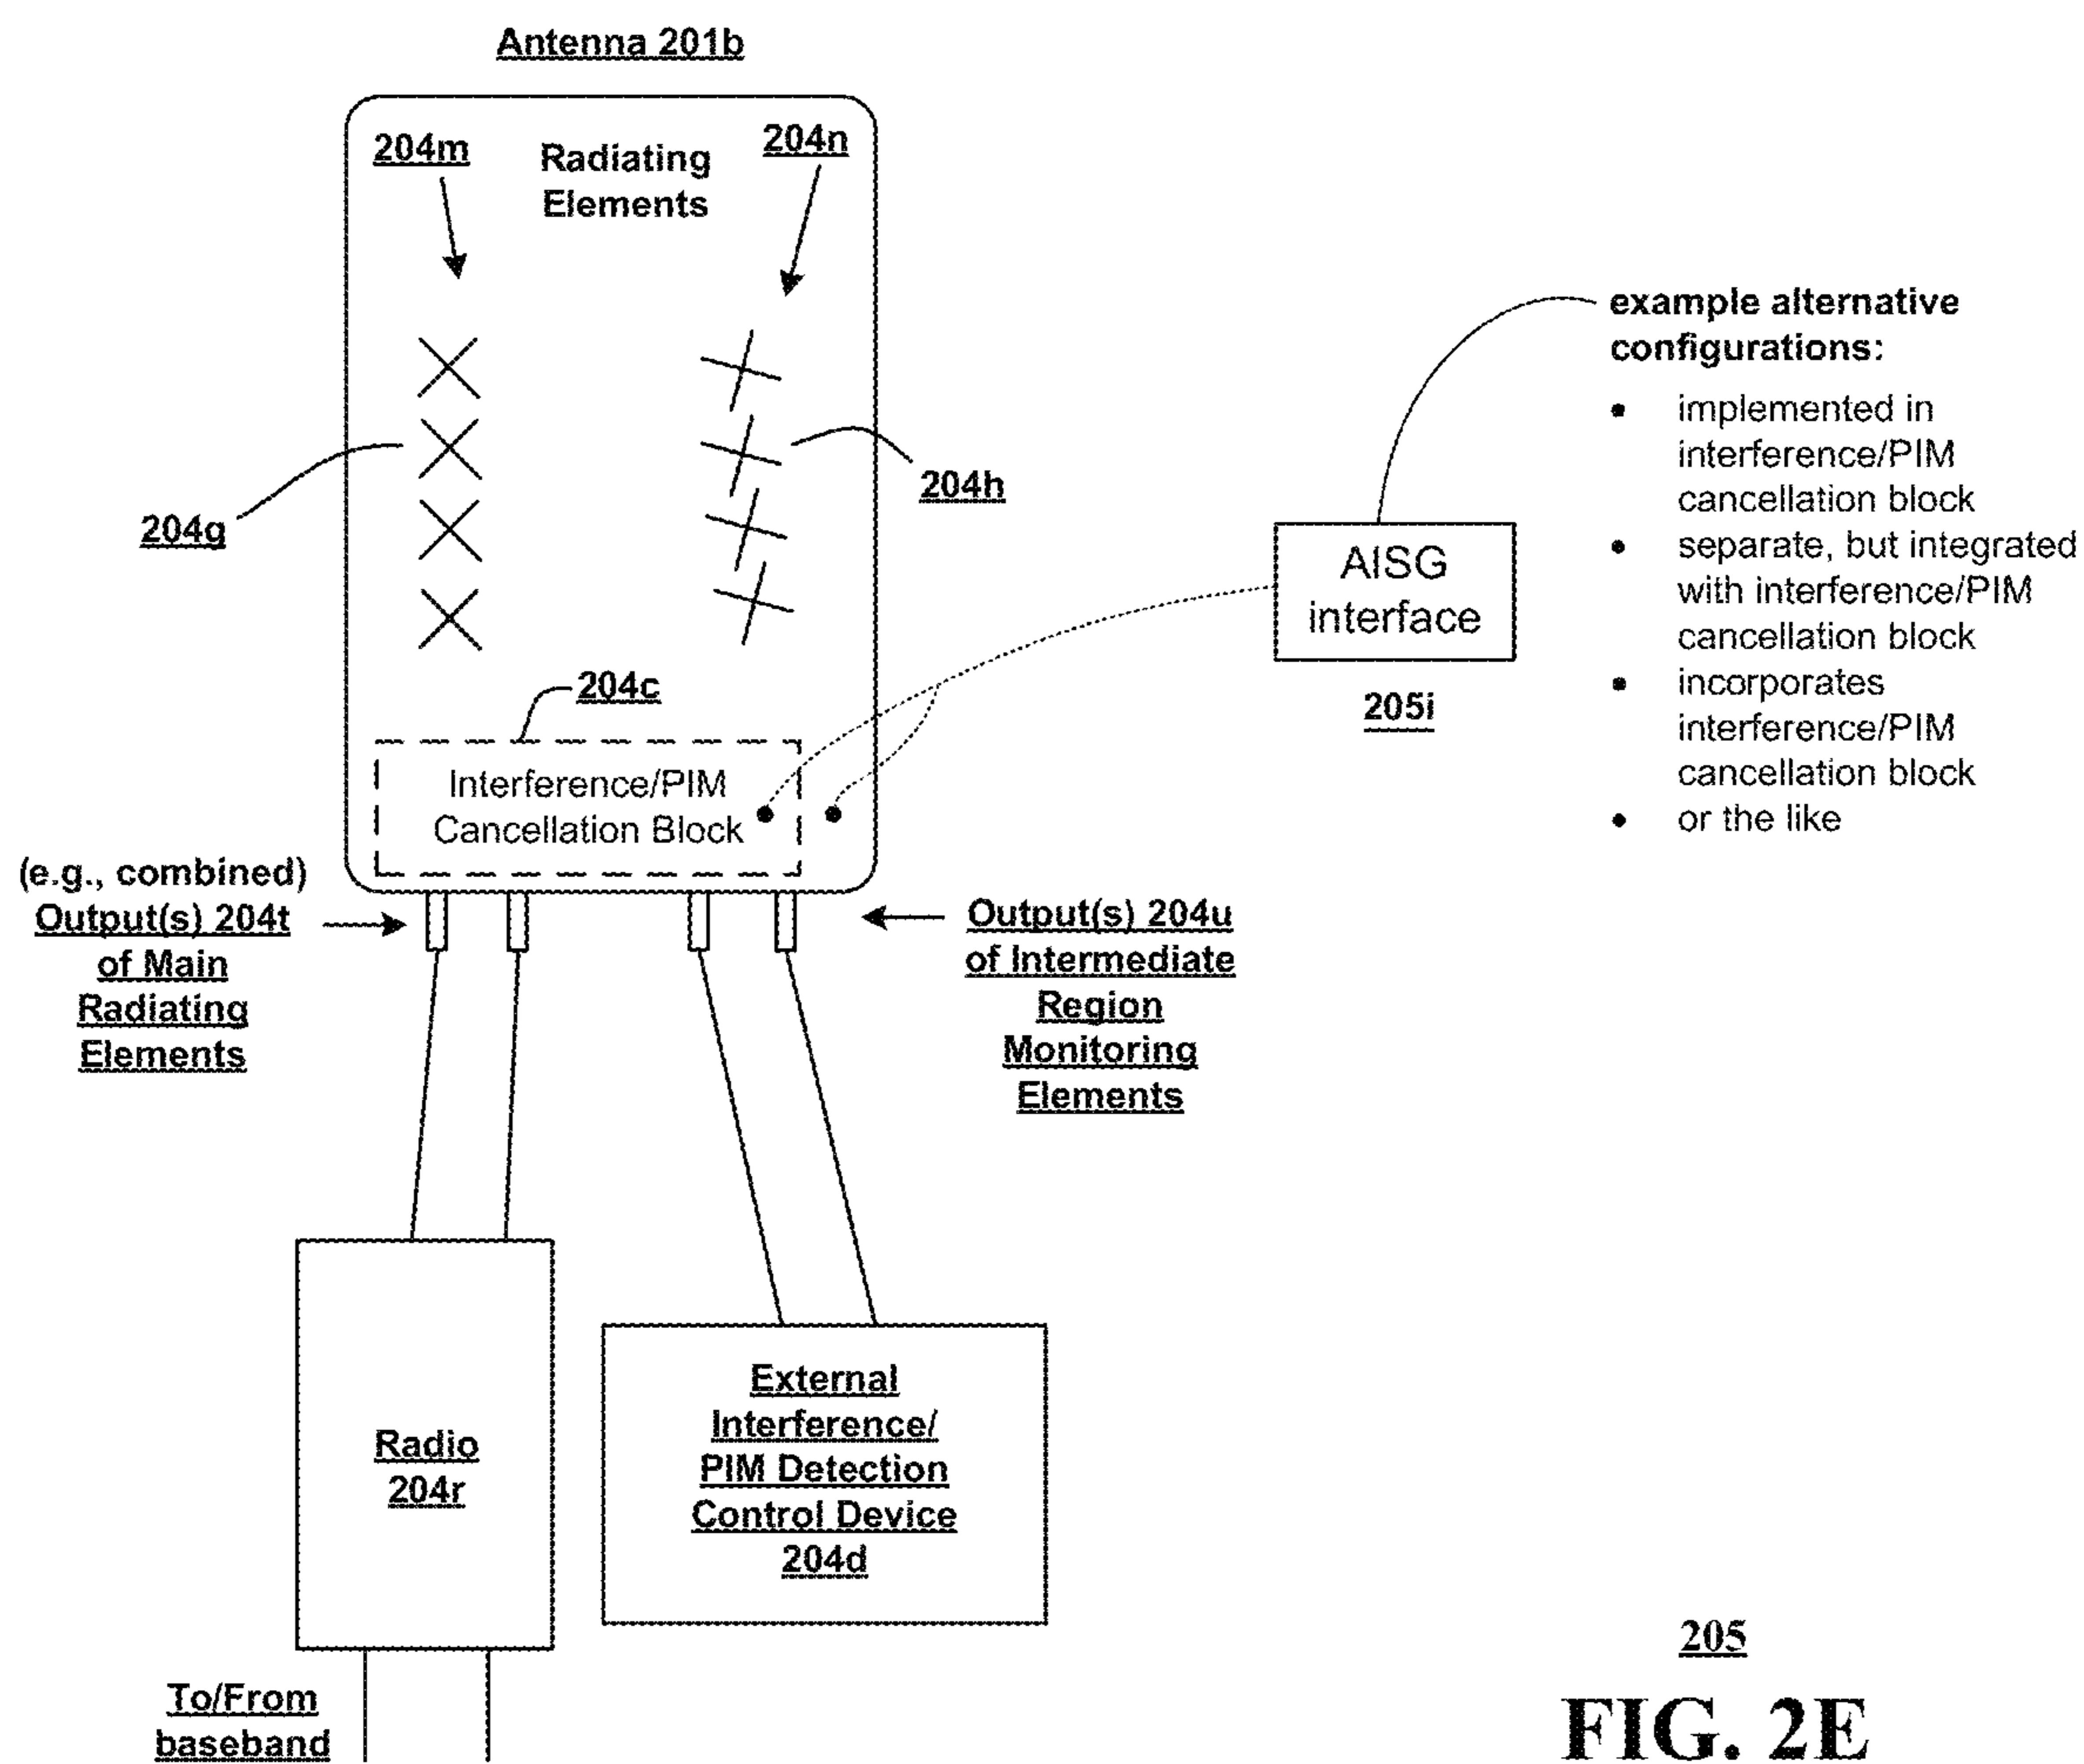 Antenna 201b
204m
Radiating
Elements
204n
204g
204h
204c
Interference/PIM
Cancellation Block
example alternative
configurations:
• implemented in
interference/PIM
cancellation block
• separate, but integrated
with interference/PIM
cancellation block
• incorporates
interference/PIM
cancellation block
• or the like
AISG
interface
205i
(e.g., combined)
Output(s) 204t
of Main
Radiating
Elements
Output(s) 204u
of Intermediate
Region
Monitoring
Elements
Radio
204r
External
Interference/
PIM Detection
Control Device
204d
To/From
baseband
205
FIG. 2E